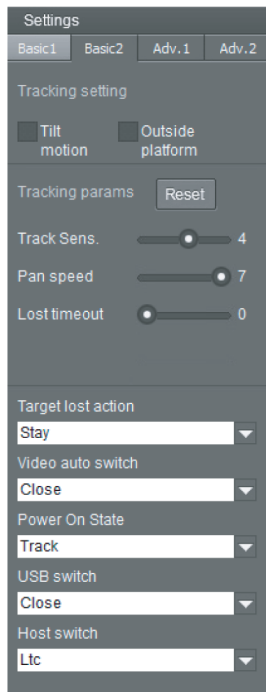 Settings
Basic1 Basic2 Adv.1 Adv.2
Tracking setting
Tilt motion Outside platform
Tracking params Reset
Track Sens. 4
Pan speed 7
Lost timeout 0
Target lost action
Stay
Video auto switch
Close
Power On State
Track
USB switch
Close
Host switch
Ltc